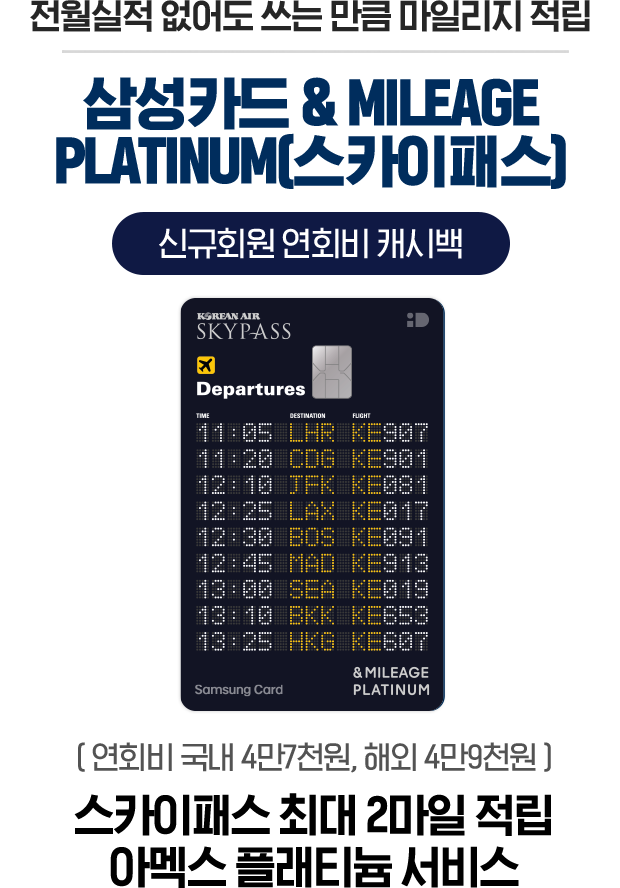 전월실적 없어도 쓰는 만큼 마일리지 적립
삼성카드 & MILEAGE
PLATINUM(스카이패스)
신규회원 연회비 캐시백
KOREAN AIR
SKYPASS
iD
Departures
TIME DESTINATION FLIGHT
11:05 LHR KE907
11:20 CDG KE901
12:10 JFK KE081
12:25 LAX KE017
12:30 BOS KE091
12:45 MAD KE913
13:00 SEA KE019
13:10 BKK KE653
13:25 HKG KE607
&MILEAGE
Samsung Card PLATINUM
( 연회비 국내 4만7천원, 해외 4만9천원 )
스카이패스 최대 2마일 적립
아멕스 플래티늄 서비스